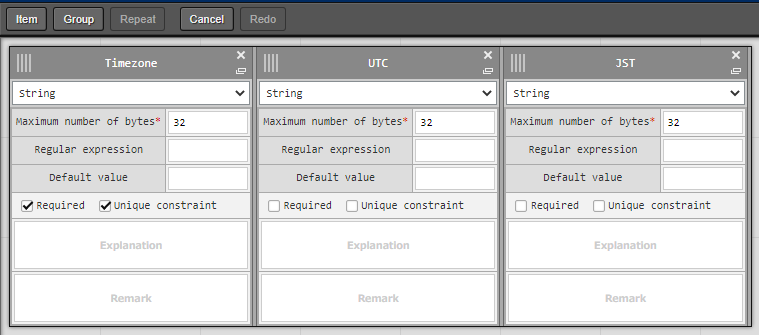 Item Group Repeat Cancel Redo
Timezone UTC JST
String String String
Maximum number of bytes* 32 Maximum number of bytes* 32 Maximum number of bytes* 32
Regular expression Regular expression Regular expression
Default value Default value Default value
Required Unique constraint Required Unique constraint Required Unique constraint
Explanation Explanation Explanation
Remark Remark Remark